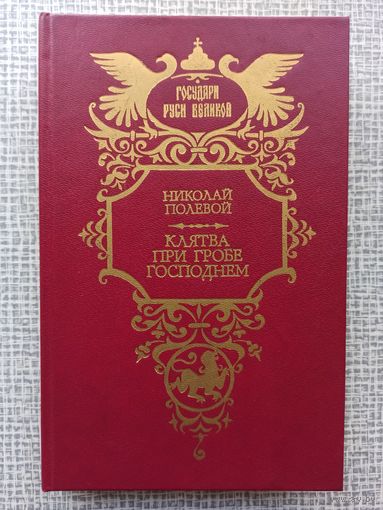 ГОСУДАРИ
РУСИ ВЕЛИКОЙ
НИКОЛАЙ
ПОЛЕВОЙ
КЛЯТВА
ПРИ ГРОБЕ
ГОСПОДНЕМ